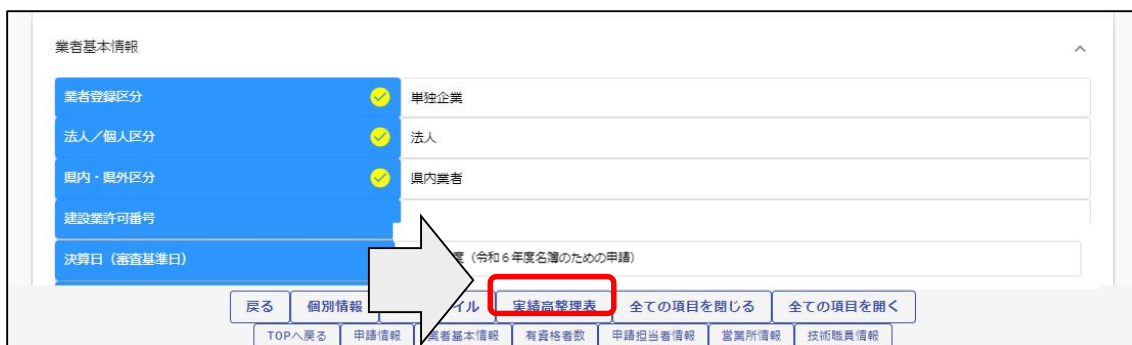 業者基本情報
業者登録区分 単独企業
法人/個人区分 法人
県内・県外区分 県内業者
建設業許可番号
決算日(審査基準日) 度(令和6年度名簿のための申請)
戻る 個別情報 イル 実績高整理表 全ての項目を閉じる 全ての項目を開く
TOPへ戻る 申請情報 業者基本情報 有資格者数 申請担当者情報 営業所情報 技術職員情報